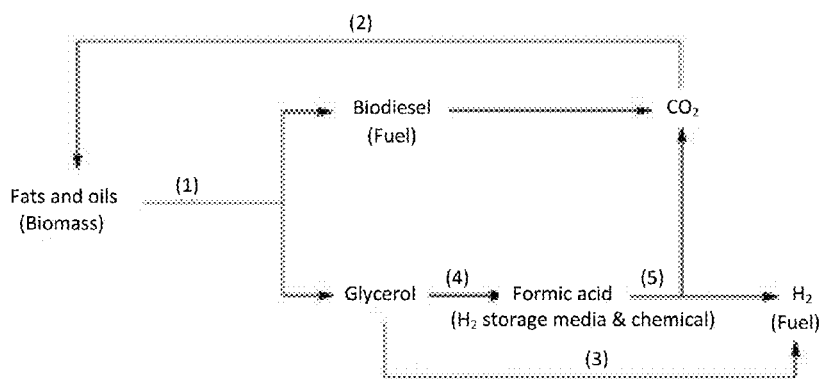 (2)
Biodiesel
(Fuel)
CO₂
(1)
Fats and oils
(Biomass)
(4)
(5)
Glycerol
Formic acid
H₂
(H₂ storage media & chemical)
(Fuel)
(3)